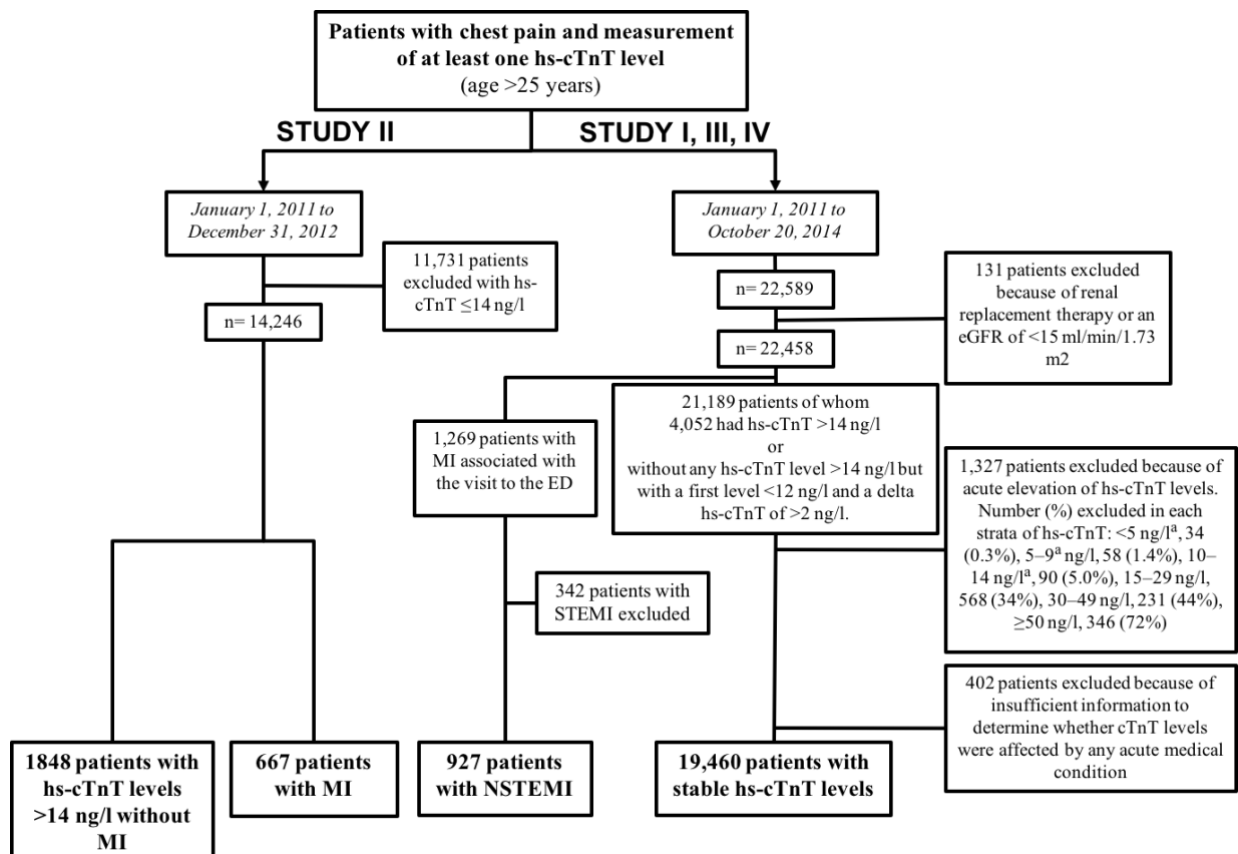 Patients with chest pain and measurement
of at least one hs-cTnT level
(age >25 years)
STUDY II
STUDY I, III, IV
January 1, 2011 to
December 31, 2012
11,731 patients
excluded with hs-
cTnT ≤14 ng/l
n= 14,246
1848 patients with
hs-cTnT levels
>14 ng/l without
MI
667 patients
with MI
January 1, 2011 to
October 20, 2014
n= 22,589
131 patients excluded
because of renal
replacement therapy or an
eGFR of <15 ml/min/1.73
m2
n= 22,458
1,269 patients with
MI associated with
the visit to the ED
342 patients with
STEMI excluded
927 patients
with NSTEMI
21,189 patients of whom
4,052 had hs-cTnT >14 ng/l
or
without any hs-cTnT level >14 ng/l but
with a first level <12 ng/l and a delta
hs-cTnT of >2 ng/l.
1,327 patients excluded because of
acute elevation of hs-cTnT levels.
Number (%) excluded in each
strata of hs-cTnT: <5 ng/lᵃ, 34
(0.3%), 5–9ᵃ ng/l, 58 (1.4%), 10–
14 ng/lᵃ, 90 (5.0%), 15–29 ng/l,
568 (34%), 30–49 ng/l, 231 (44%),
≥50 ng/l, 346 (72%)
402 patients excluded because of
insufficient information to
determine whether cTnT levels
were affected by any acute medical
condition
19,460 patients with
stable hs-cTnT levels